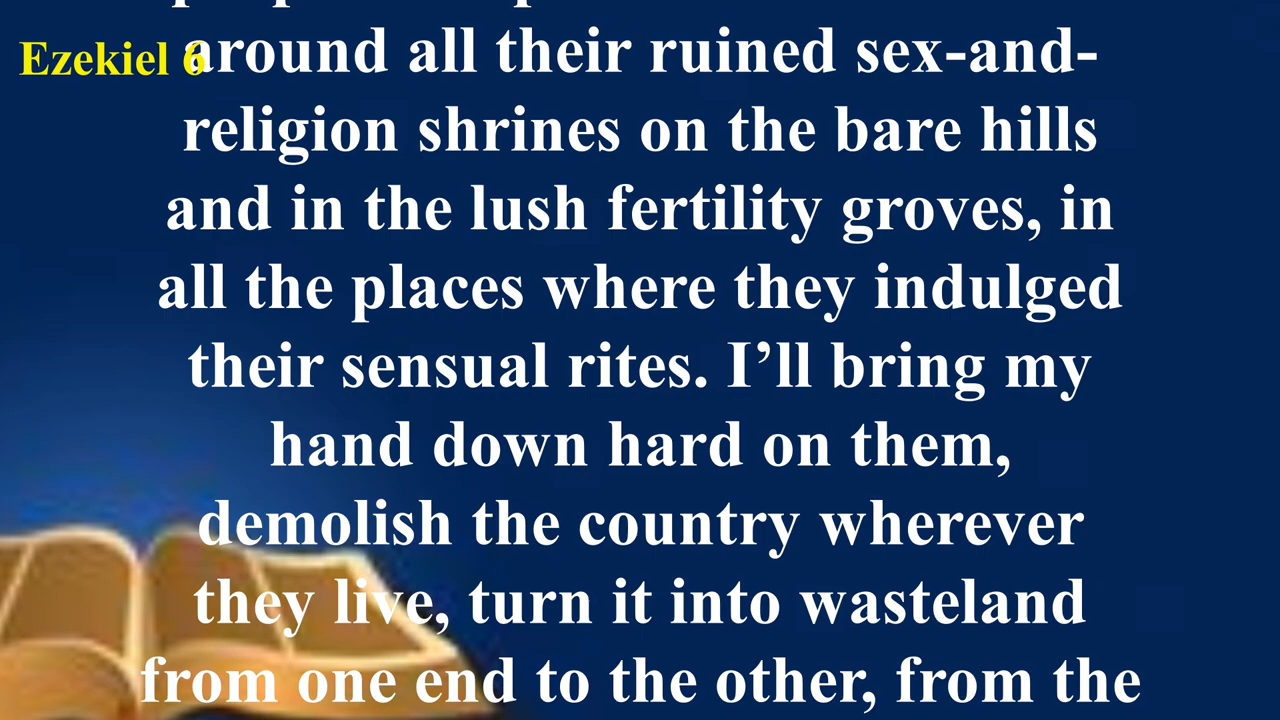 Ezekiel 6
around all their ruined sex-and-
religion shrines on the bare hills
and in the lush fertility groves, in
all the places where they indulged
their sensual rites. I’ll bring my
hand down hard on them,
demolish the country wherever
they live, turn it into wasteland
from one end to the other, from the